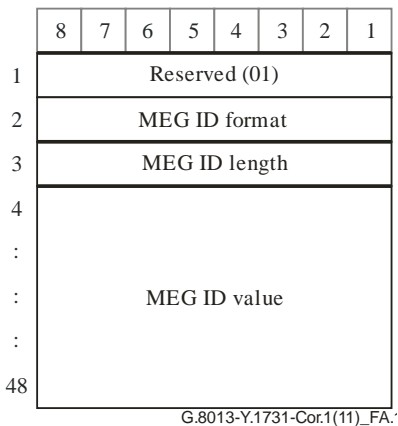 8 7 6 5 4 3 2 1
1 Reserved (01)
2 MEG ID format
3 MEG ID length
4
:
: MEG ID value
:
48
G.8013-Y.1731-Cor.1(11)_FA.1